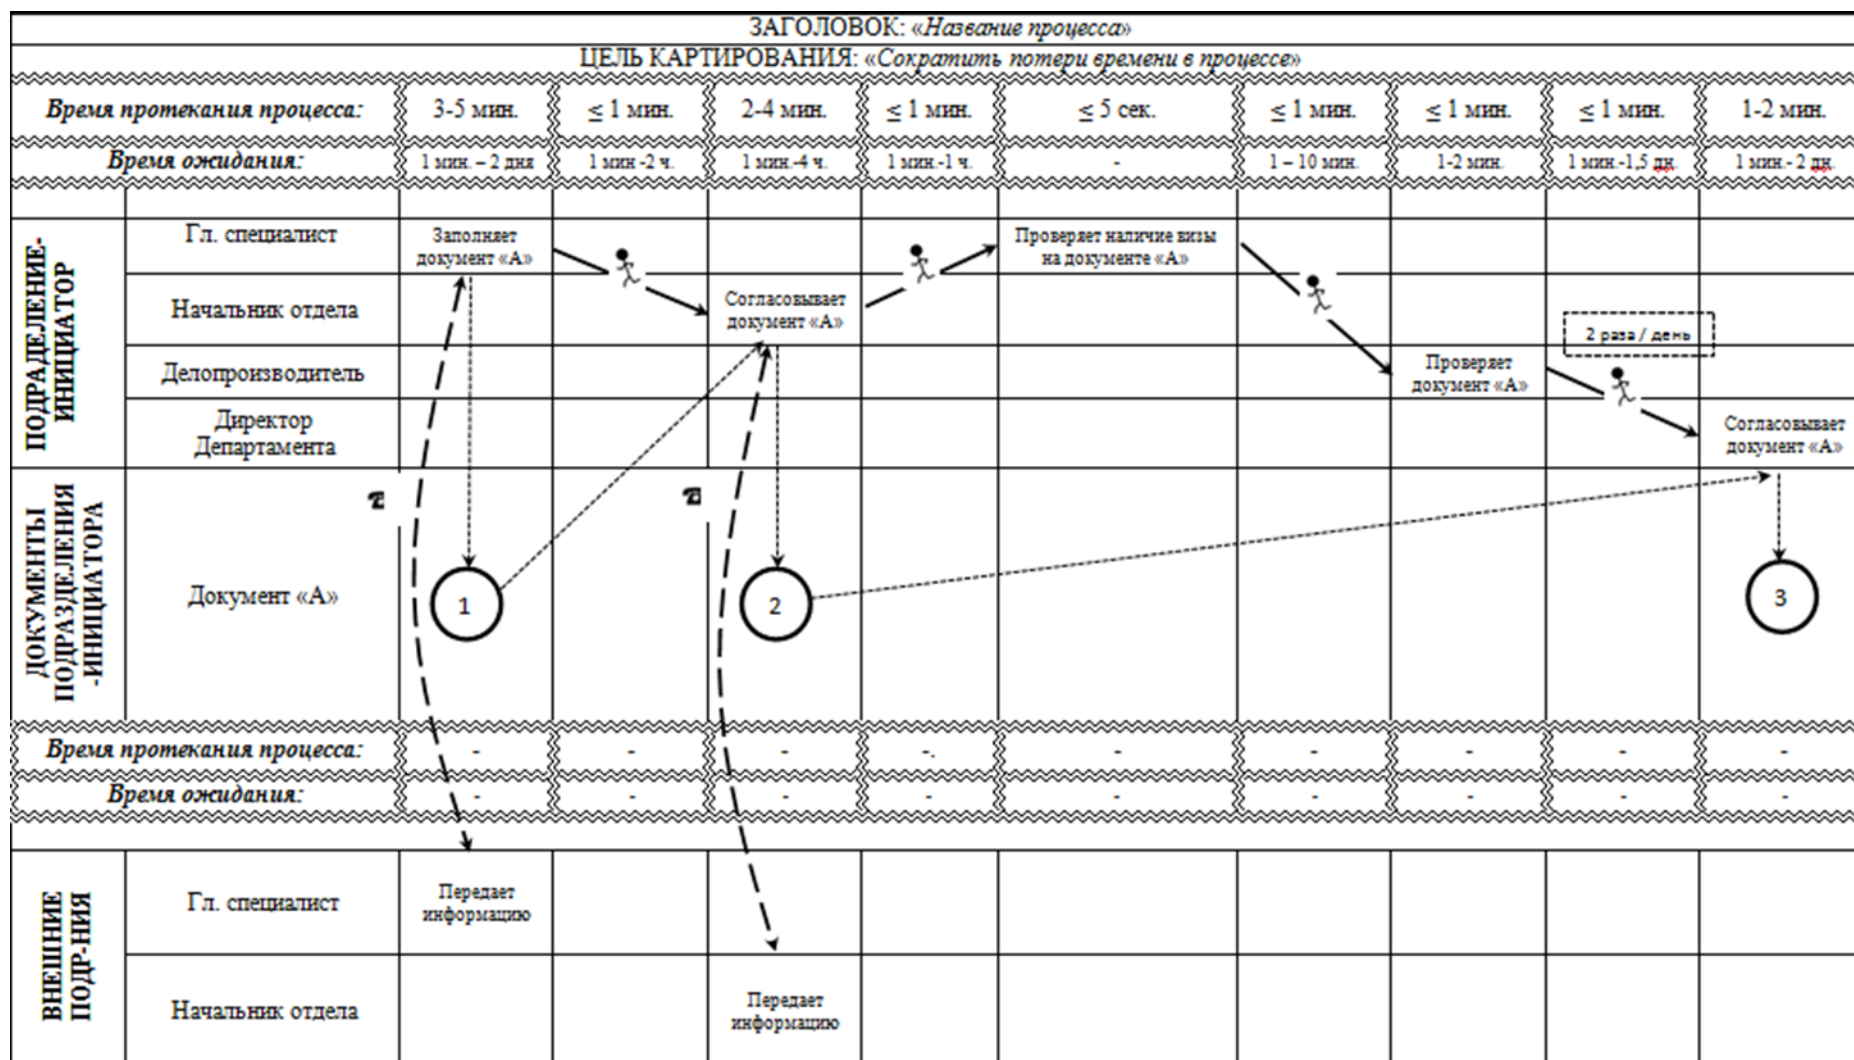 ЗАГОЛОВОК: «Название процесса»
ЦЕЛЬ КАРТИРОВАНИЯ: «Сократить потери времени в процессе»
Время протекания процесса: 3-5 мин. ≤ 1 мин. 2-4 мин. ≤ 1 мин. ≤ 5 сек. ≤ 1 мин. ≤ 1 мин. ≤ 1 мин. 1-2 мин.
Время ожидания: 1 мин. – 2 дня 1 мин -2 ч. 1 мин.-4 ч. 1 мин.-1 ч. - 1 – 10 мин. 1-2 мин. 1 мин.-1,5 дн. 1 мин.- 2 дн.
ПОДРАДЕЛЕНИЕ-
ИНИЦИАТОР
Гл. специалист
Заполняет
документ «А»
Проверяет наличие визы
на документе «А»
Начальник отдела
Согласовывает
документ «А»
2 раза / день
Делопроизводитель
Проверяет
документ «А»
Директор
Департамента
Согласовывает
документ «А»
ДОКУМЕНТЫ
ПОДРАЗДЕЛЕНИЯ
-ИНИЦИАТОРА
Документ «А»
1
2
3
Время протекания процесса: - - - -. - - - - -
Время ожидания: - - - - - - - - -
ВНЕШНИЕ
ПОДР-НИЯ
Гл. специалист
Передает
информацию
Начальник отдела
Передает
информацию